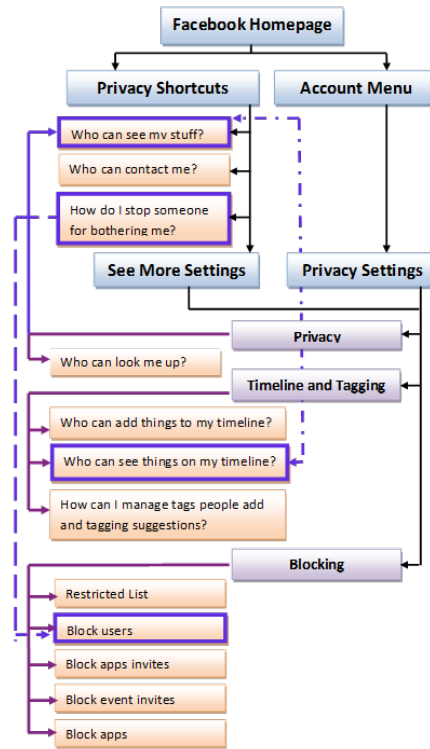 Facebook Homepage
Privacy Shortcuts
Account Menu
Who can see my stuff?
Who can contact me?
How do I stop someone
for bothering me?
See More Settings
Privacy Settings
Privacy
Who can look me up?
Timeline and Tagging
Who can add things to my timeline?
Who can see things on my timeline?
How can I manage tags people add
and tagging suggestions?
Blocking
Restricted List
Block users
Block apps invites
Block event invites
Block apps